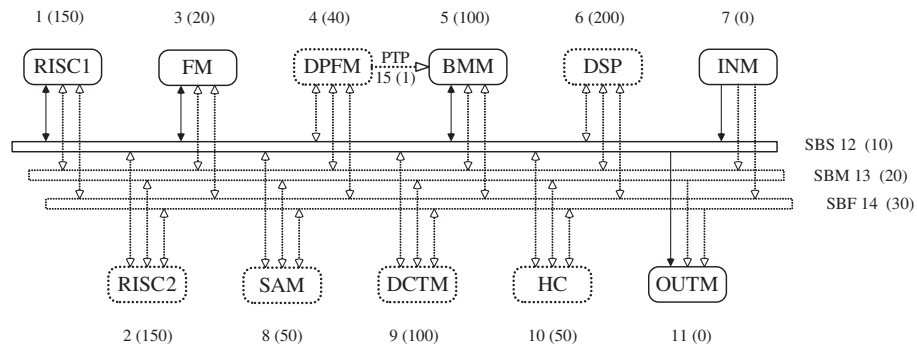 1 (150) 3 (20) 4 (40) 5 (100) 6 (200) 7 (0)
RISC1 FM DPFM PTP BMM DSP INM
15 (1)
SBS 12 (10)
SBM 13 (20)
SBF 14 (30)
RISC2 SAM DCTM HC OUTM
2 (150) 8 (50) 9 (100) 10 (50) 11 (0)